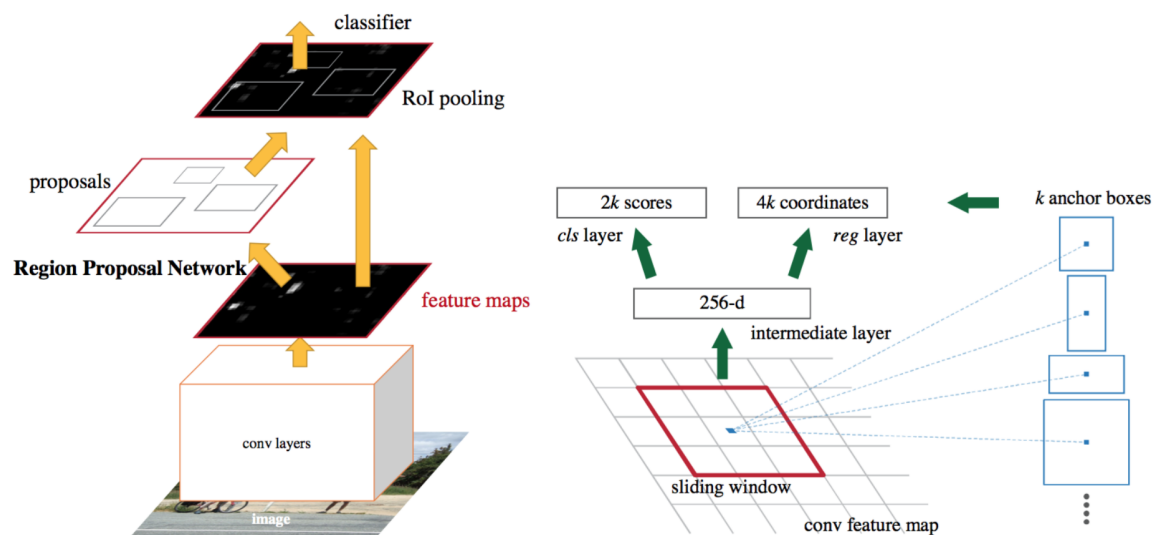 classifier
RoI pooling
proposals
Region Proposal Network
feature maps
conv layers
image
2k scores
4k coordinates
k anchor boxes
cls layer
reg layer
256-d
intermediate layer
sliding window
conv feature map